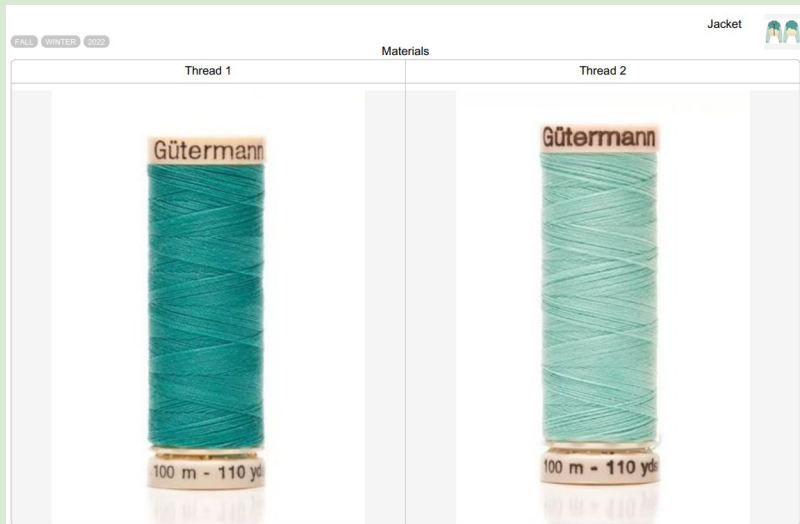 Jacket
FALL WINTER 2022
Materials
Thread 1 Thread 2
Gütermann Gütermann
100 m - 110 yds 100 m - 110 yds